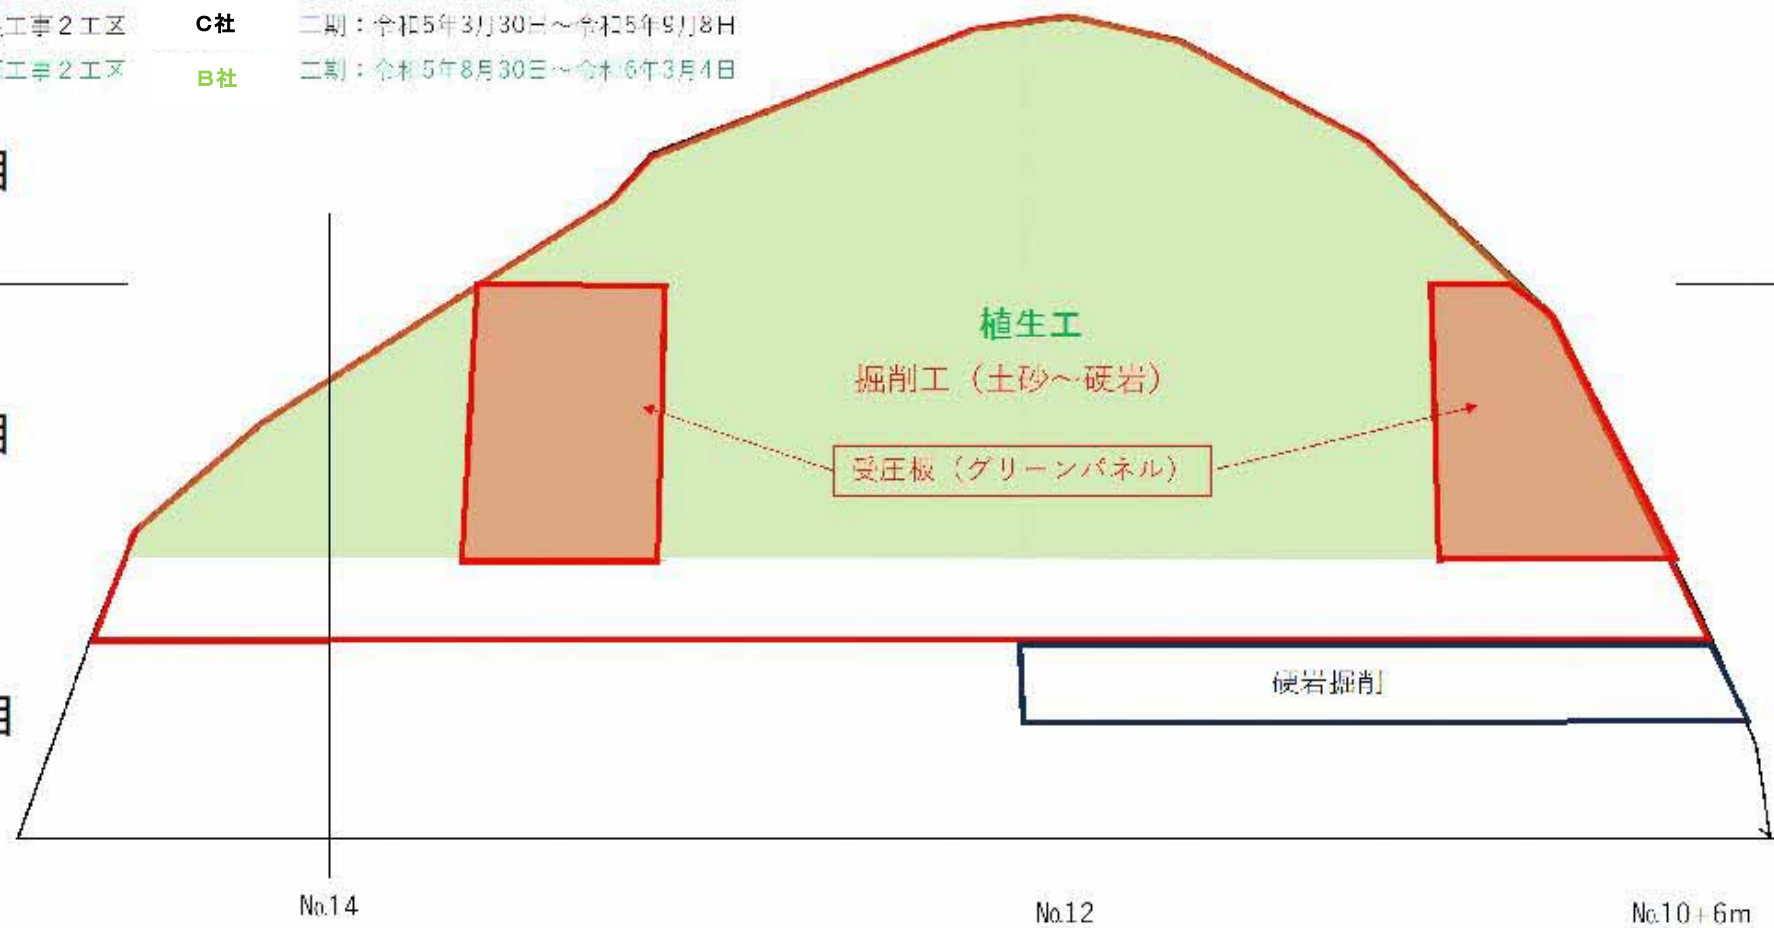 工事2工区 C社 工期：令和5年3月30日～令和5年9月8日
工事2工区 B社 工期：令和5年8月30日～令和6年3月4日
植生工
掘削工（土砂～硬岩）
受圧板（グリーンパネル）
硬岩掘削
No.14
No.12
No.10+6m